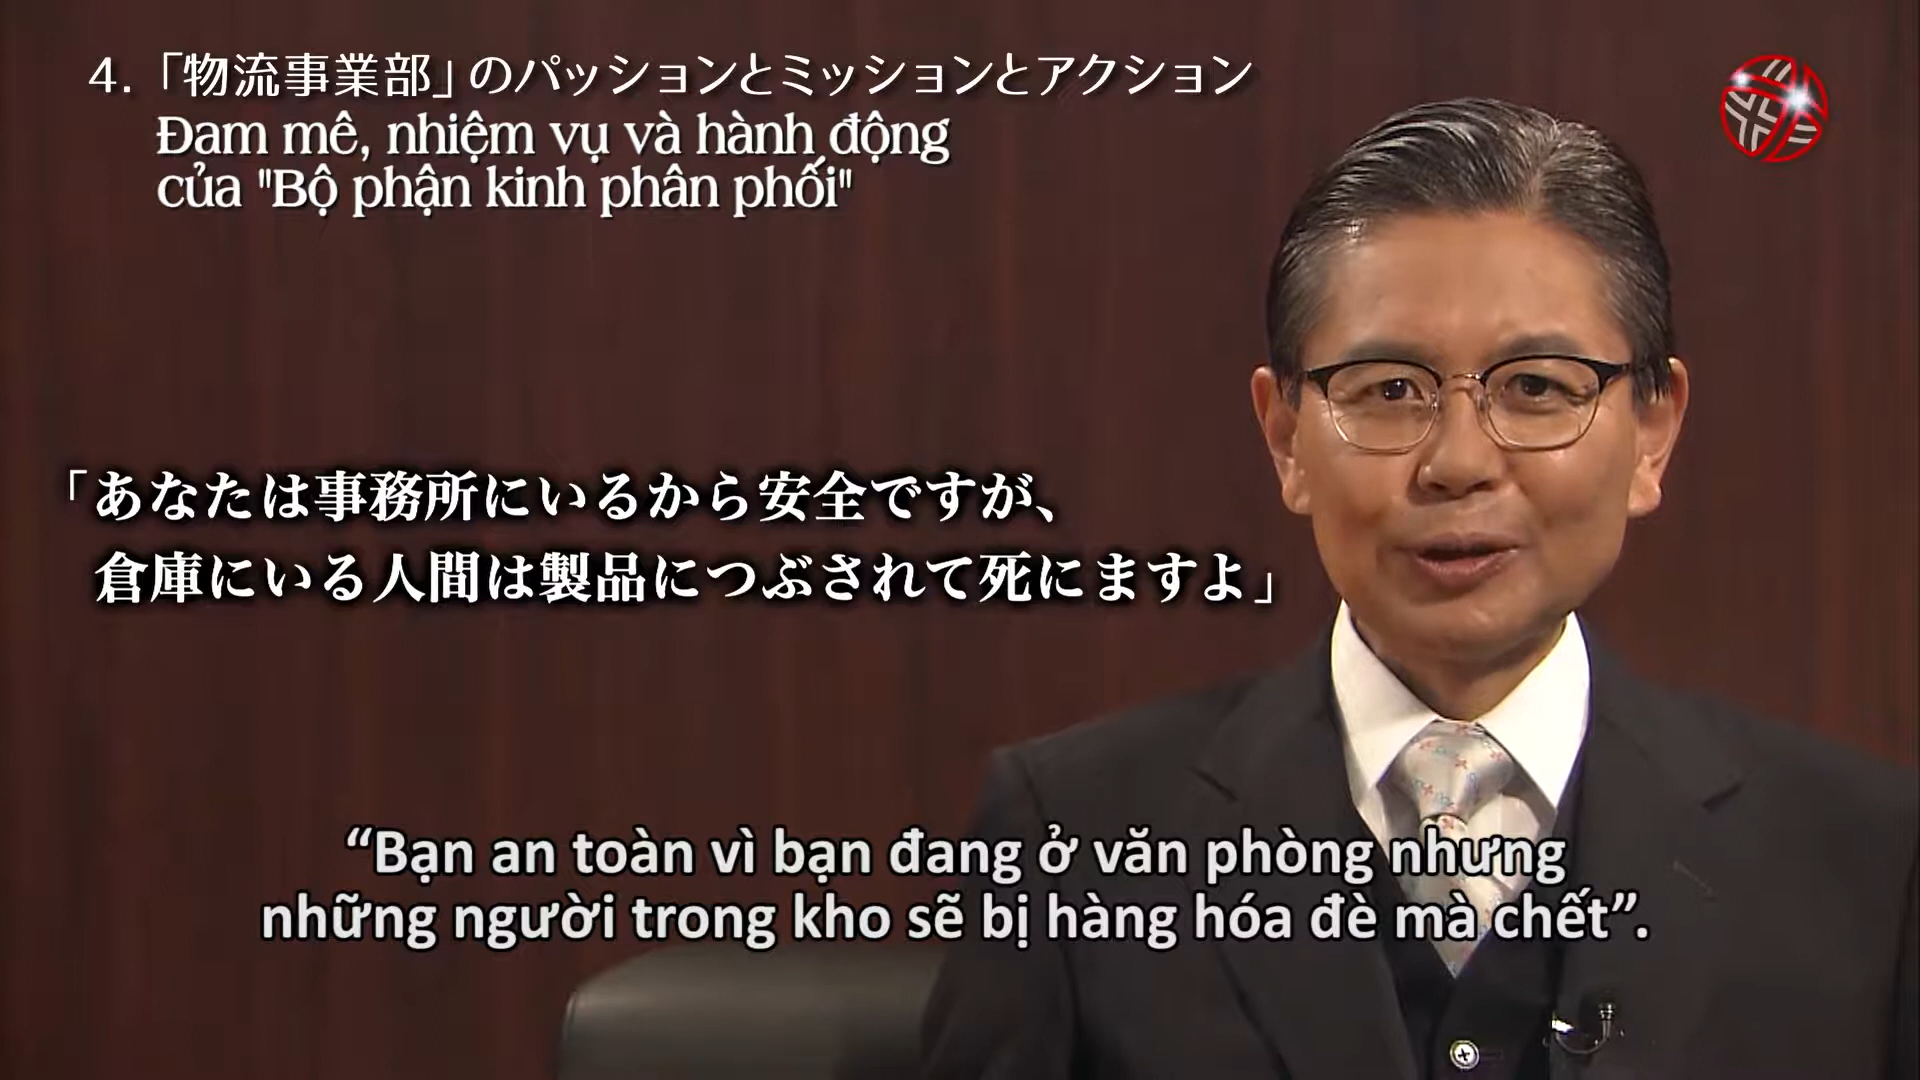 4.「物流事業部」のパッションとミッションとアクション
Đam mê, nhiệm vụ và hành động
của "Bộ phận kinh phân phối"
「あなたは事務所にいるから安全ですが、
倉庫にいる人間は製品につぶされて死にますよ」
“Bạn an toàn vì bạn đang ở văn phòng nhưng
những người trong kho sẽ bị hàng hóa đè mà chết”.